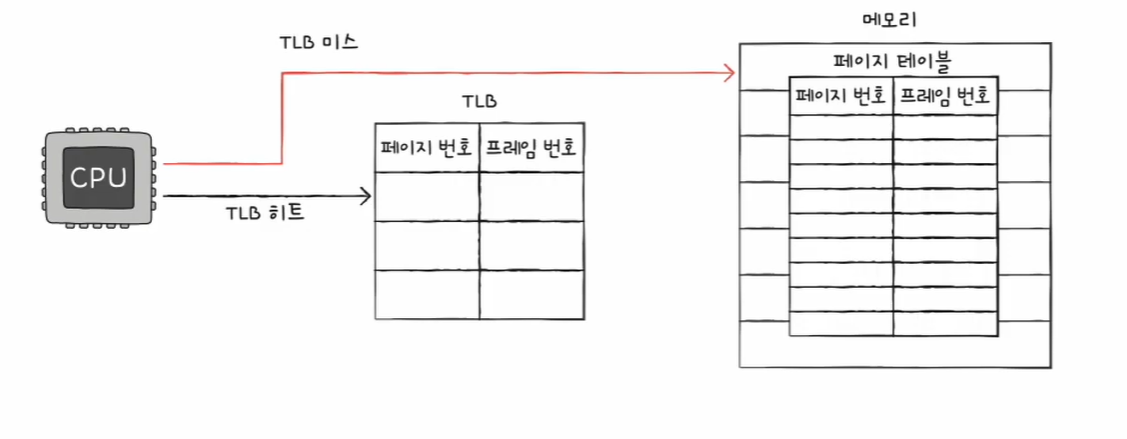 메모리
TLB 미스
페이지 테이블
페이지 번호 프레임 번호
TLB
페이지 번호 프레임 번호
CPU
TLB 히트